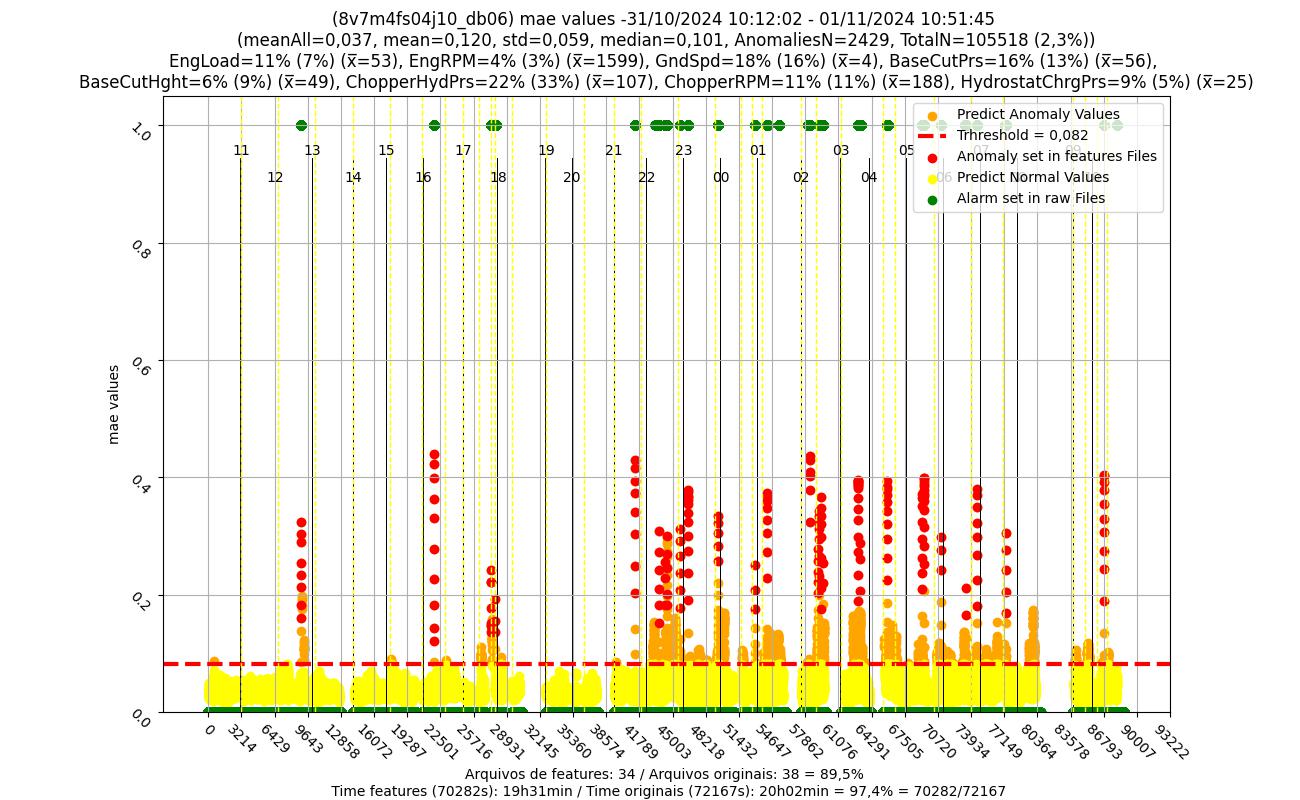 (8v7m4fs04j10_db06) mae values -31/10/2024 10:12:02 - 01/11/2024 10:51:45
(meanAll=0,037, mean=0,120, std=0,059, median=0,101, AnomaliesN=2429, TotalN=105518 (2,3%))
EngLoad=11% (7%) (x̅=53), EngRPM=4% (3%) (x̅=1599), GndSpd=18% (16%) (x̅=4), BaseCutPrs=16% (13%) (x̅=56),
BaseCutHght=6% (9%) (x̅=49), ChopperHydPrs=22% (33%) (x̅=107), ChopperRPM=11% (11%) (x̅=188), HydrostatChrgPrs=9% (5%) (x̅=25)
Predict Anomaly Values
Trhreshold = 0,082
Anomaly set in features Files
Predict Normal Values
Alarm set in raw Files
11 13 15 17 19 21 23 01 03 05 07 09
12 14 16 18 20 22 00 02 04 06
mae values
1.0
0.8
0.6
0.4
0.2
0.0
0 3214 6429 9643 12858 16072 19287 22501 25716 28931 32145 35360 38574 41789 45003 48218 51432 54647 57862 61076 64291 67505 70720 73934 77149 80364 83578 86793 90007 93222
Arquivos de features: 34 / Arquivos originais: 38 = 89,5%
Time features (70282s): 19h31min / Time originais (72167s): 20h02min = 97,4% = 70282/72167